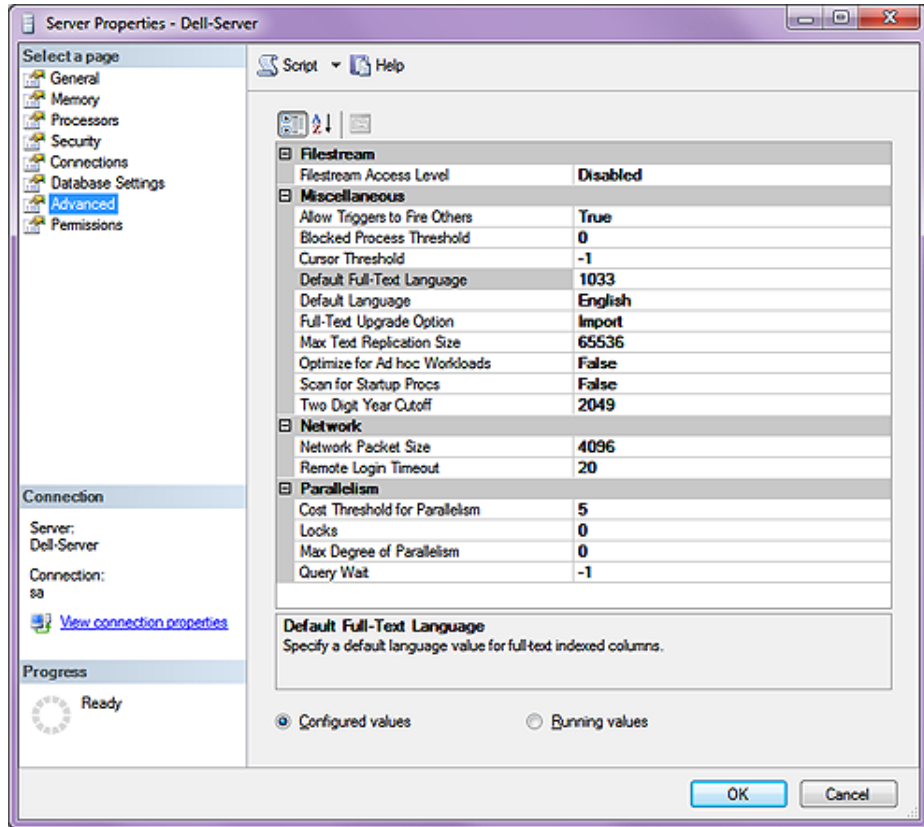 Server Properties - Dell-Server
Select a page
General
Memory
Processors
Security
Connections
Database Settings
Advanced
Permissions
Script Help
Filestream
Filestream Access Level Disabled
Miscellaneous
Allow Triggers to Fire Others True
Blocked Process Threshold 0
Cursor Threshold -1
Default Full-Text Language 1033
Default Language English
Full-Text Upgrade Option Import
Max Text Replication Size 65536
Optimize for Ad hoc Workloads False
Scan for Startup Procs False
Two Digit Year Cutoff 2049
Network
Network Packet Size 4096
Remote Login Timeout 20
Parallelism
Cost Threshold for Parallelism 5
Locks 0
Max Degree of Parallelism 0
Query Wait -1
Connection
Server:
Dell-Server
Connection:
sa
View connection properties
Default Full-Text Language
Specify a default language value for full-text indexed columns.
Progress
Ready
Configured values Running values
OK Cancel